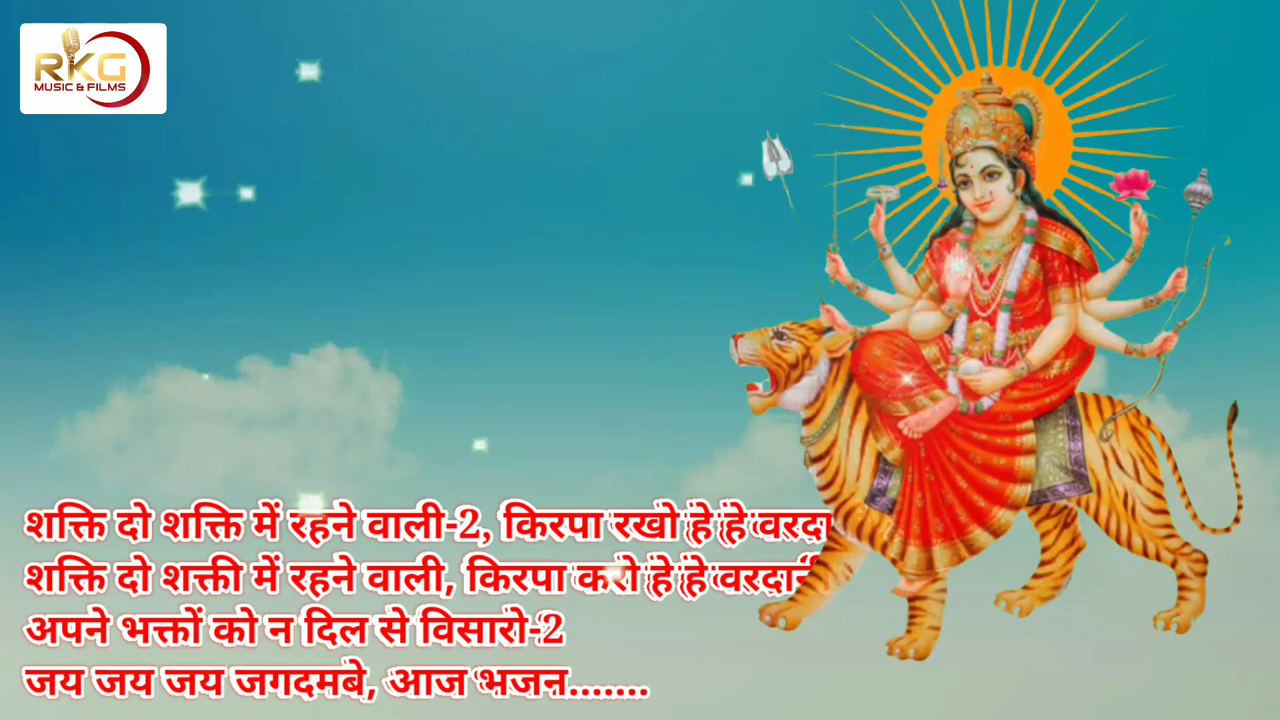 RKG
MUSIC & FILMS
शक्ति दो शक्ति में रहने वाली-2, किरपा रखो हे हे
शक्ति दो शक्ती में रहने वाली, किरपा करो हे हे
अपने भक्तों को न दिल से विसारो-2
जय जय जय जगदमबे, आज भजन.......